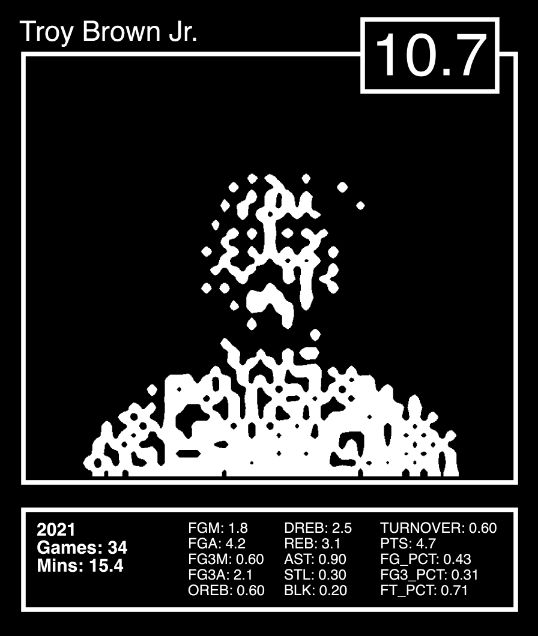 Troy Brown Jr.
10.7
2021
Games: 34
Mins: 15.4
FGM: 1.8
FGA: 4.2
FG3M: 0.60
FG3A: 2.1
OREB: 0.60
DREB: 2.5
REB: 3.1
AST: 0.90
STL: 0.30
BLK: 0.20
TURNOVER: 0.60
PTS: 4.7
FG_PCT: 0.43
FG3_PCT: 0.31
FT_PCT: 0.71